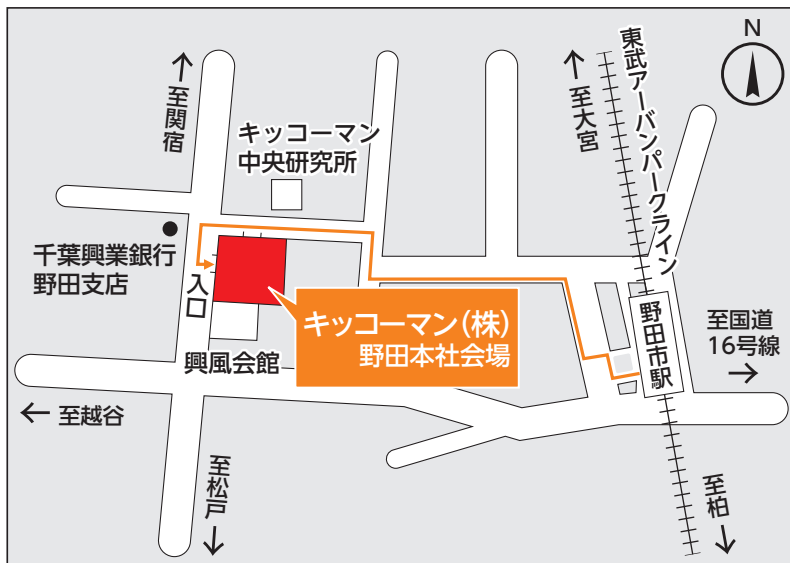 N
東武アーバンパークライン
↑至関宿
↑至大宮
キッコーマン
中央研究所
千葉興業銀行
野田支店
入口
キッコーマン(株)
野田本社会場
野田市駅
至国道
16号線
→
興風会館
← 至越谷
至松戸↓
至柏↓